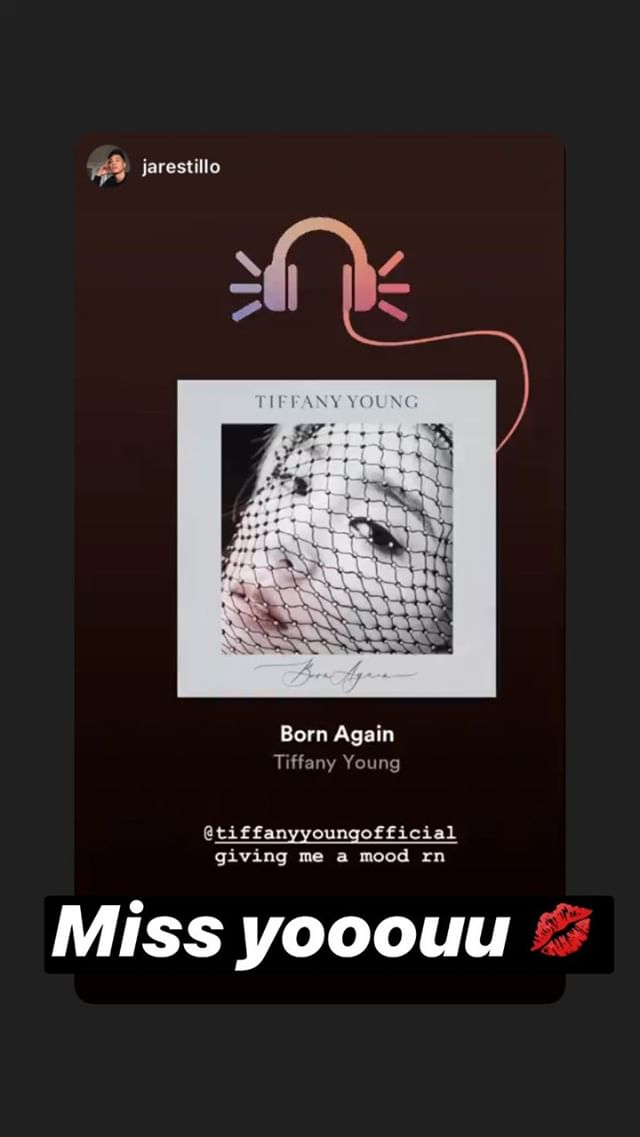 jarestillo
TIFFANY YOUNG
Born Again
Born Again
Tiffany Young
@tiffanyyoungofficial
giving me a mood rn
Miss yooouu 💋